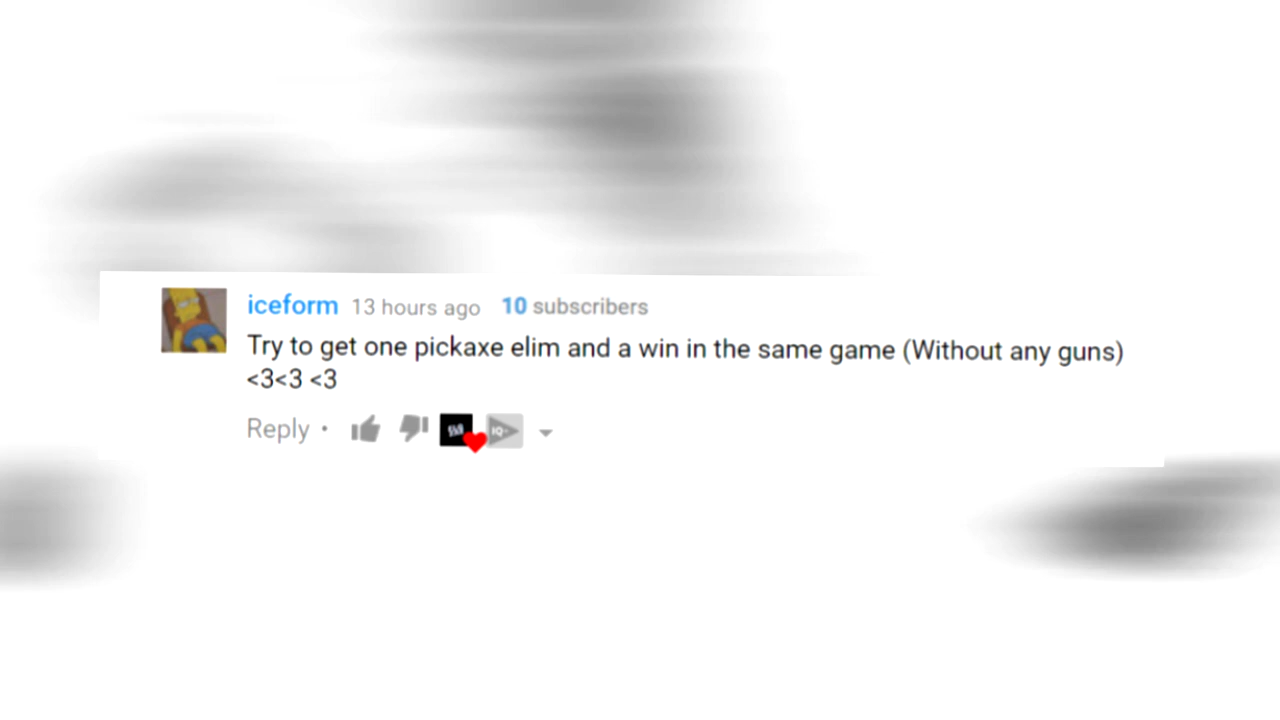 iceform 13 hours ago 10 subscribers
Try to get one pickaxe elim and a win in the same game (Without any guns)
<3<3 <3
Reply •